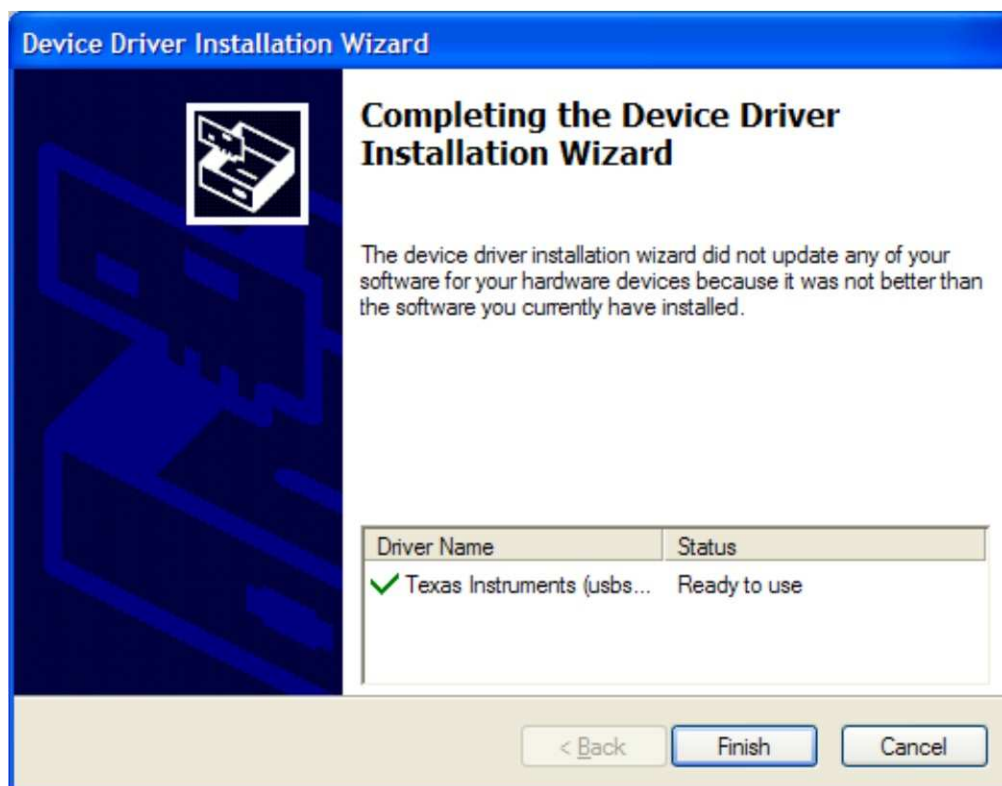 Device Driver Installation Wizard
Completing the Device Driver
Installation Wizard
The device driver installation wizard did not update any of your
software for your hardware devices because it was not better than
the software you currently have installed.
Driver Name Status
Texas Instruments (usbs... Ready to use
< Back Finish Cancel